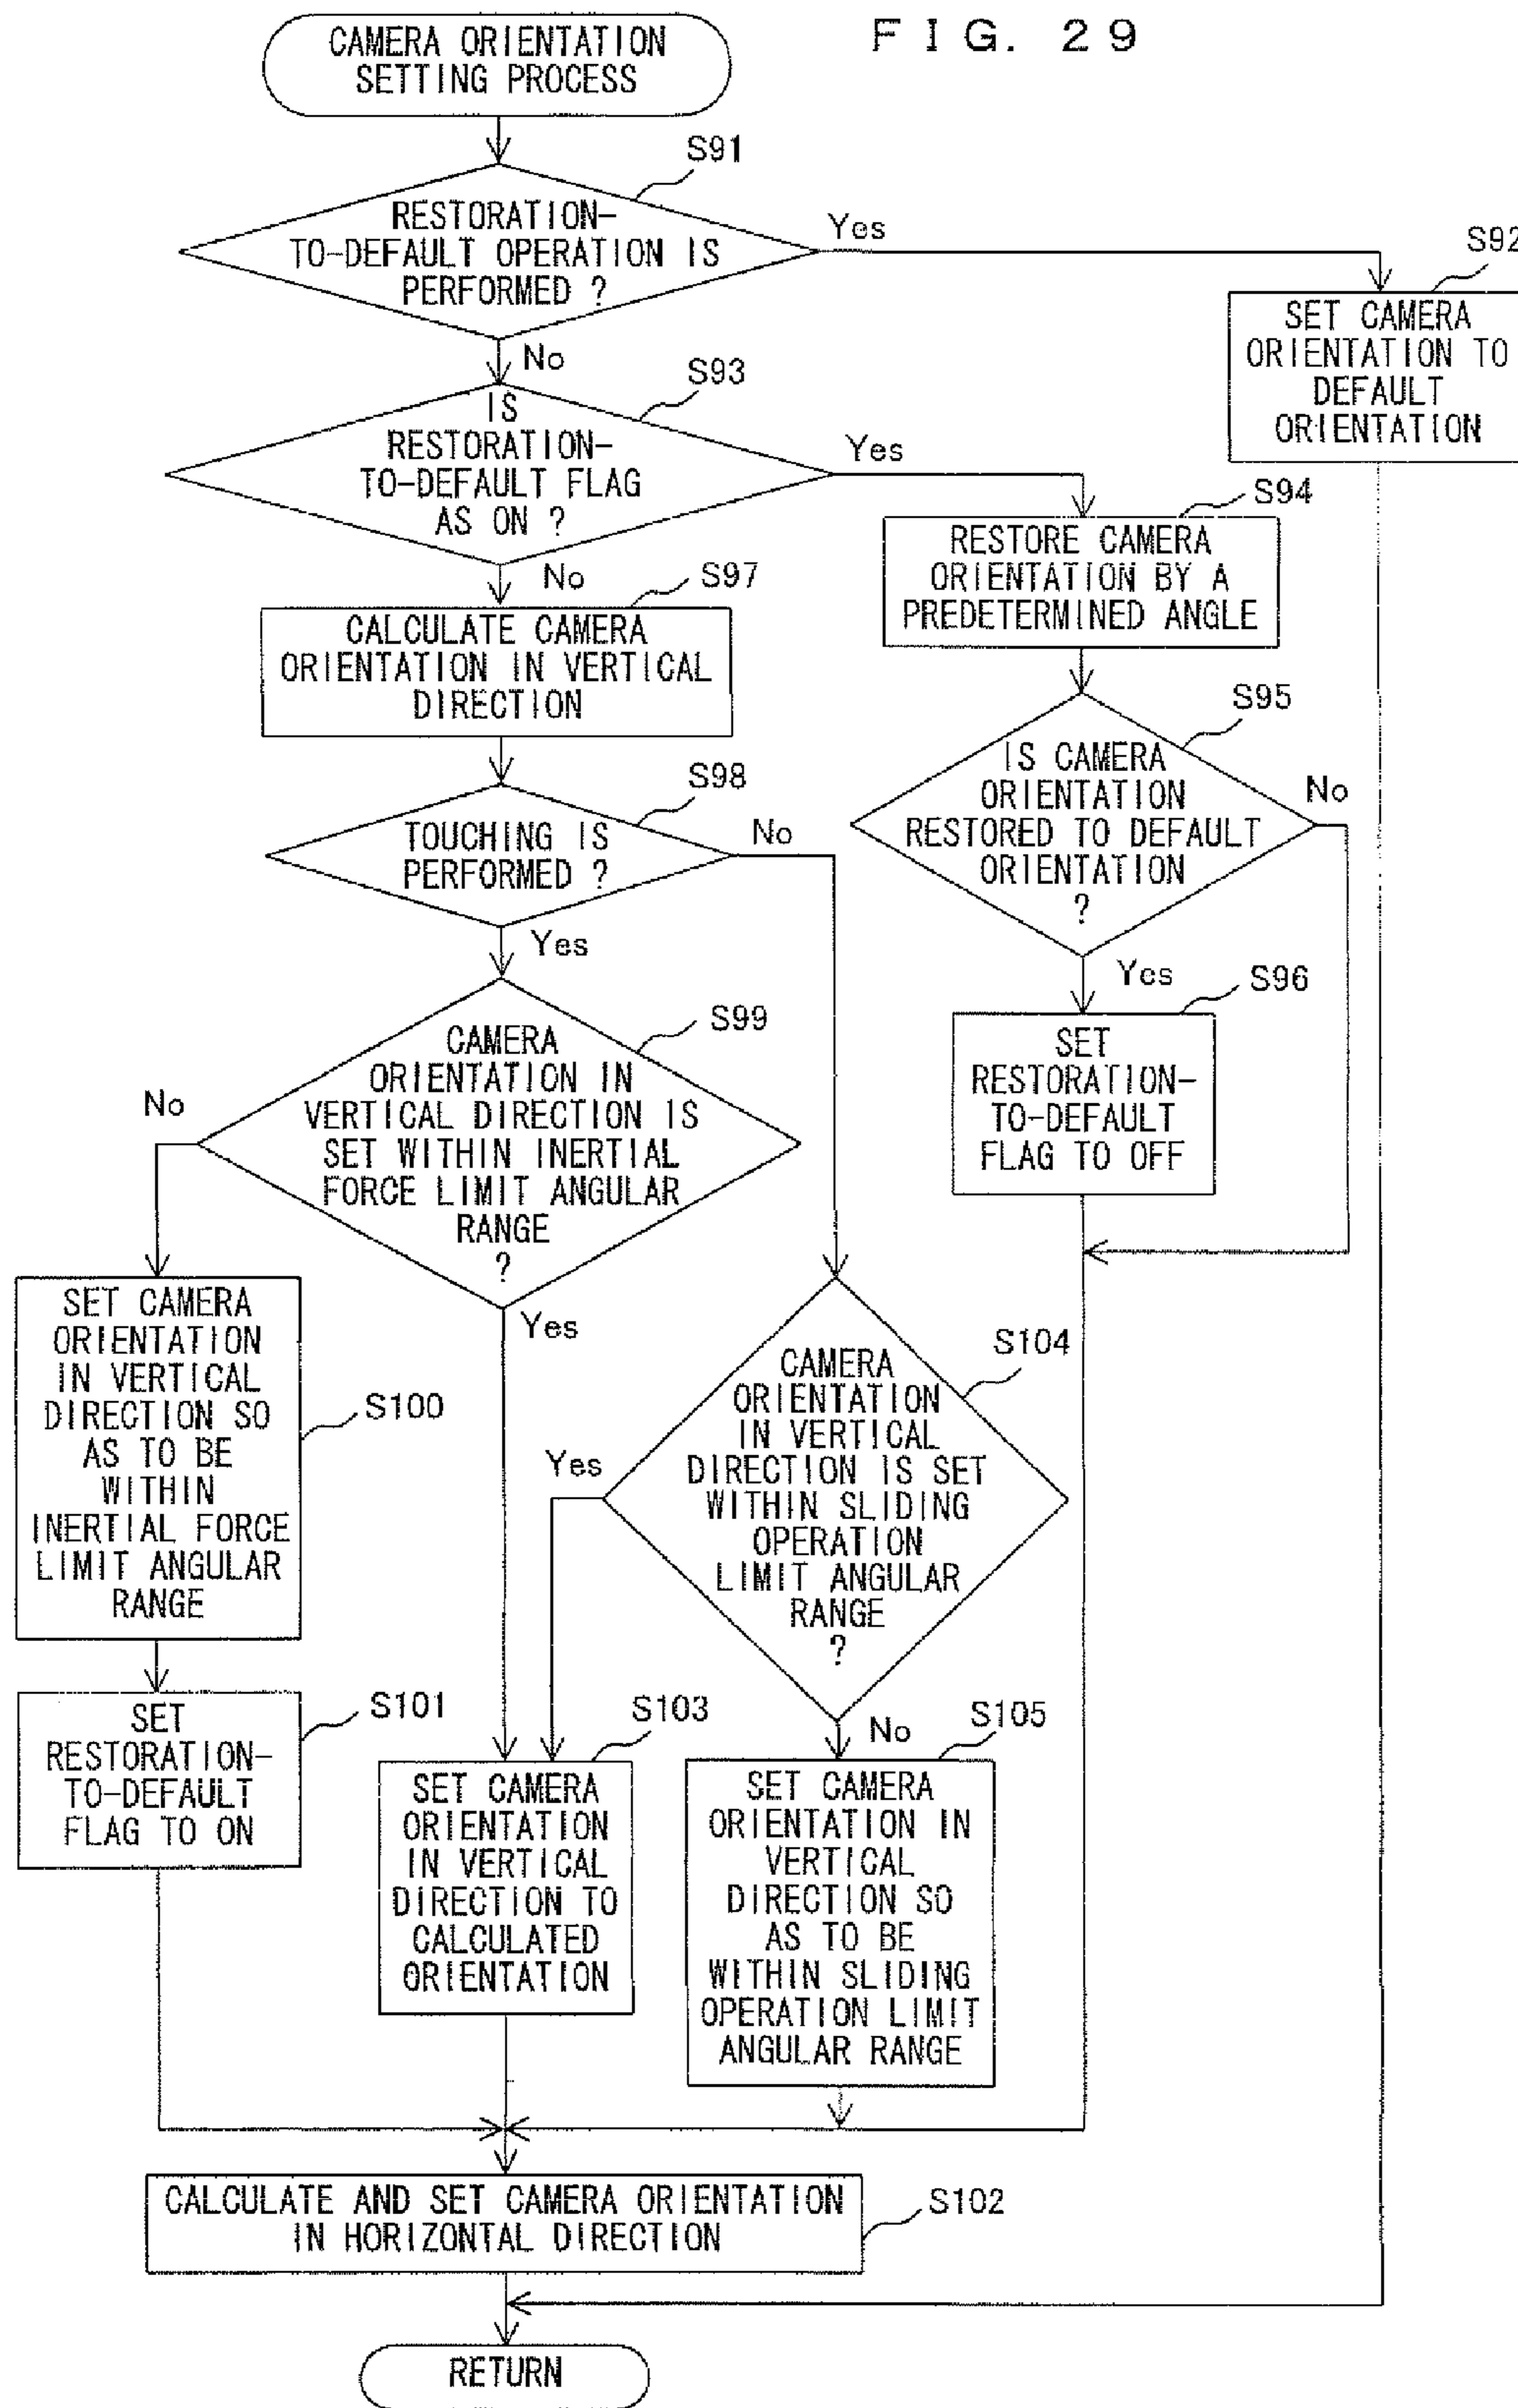 FIG. 29
CAMERA ORIENTATION
SETTING PROCESS
S91
RESTORATION-
TO-DEFAULT OPERATION IS
PERFORMED ?
Yes
No
S92
SET CAMERA
ORIENTATION TO
DEFAULT
ORIENTATION
S93
IS
RESTORATION-
TO-DEFAULT FLAG
AS ON ?
Yes
No
S94
RESTORE CAMERA
ORIENTATION BY A
PREDETERMINED ANGLE
S97
CALCULATE CAMERA
ORIENTATION IN VERTICAL
DIRECTION
S95
IS CAMERA
ORIENTATION
RESTORED TO DEFAULT
ORIENTATION
?
No
Yes
S98
TOUCHING IS
PERFORMED ?
No
Yes
S96
SET
RESTORATION-
TO-DEFAULT
FLAG TO OFF
S99
CAMERA
ORIENTATION IN
VERTICAL DIRECTION IS
SET WITHIN INERTIAL
FORCE LIMIT ANGULAR
RANGE
?
No
Yes
S100
SET CAMERA
ORIENTATION
IN VERTICAL
DIRECTION SO
AS TO BE
WITHIN
INERTIAL FORCE
LIMIT ANGULAR
RANGE
S104
CAMERA
ORIENTATION
IN VERTICAL
DIRECTION IS SET
WITHIN SLIDING
OPERATION
LIMIT ANGULAR
RANGE
?
Yes
No
S101
SET
RESTORATION-
TO-DEFAULT
FLAG TO ON
S103
SET CAMERA
ORIENTATION
IN VERTICAL
DIRECTION TO
CALCULATED
ORIENTATION
S105
SET CAMERA
ORIENTATION IN
VERTICAL
DIRECTION SO
AS TO BE
WITHIN SLIDING
OPERATION LIMIT
ANGULAR RANGE
S102
CALCULATE AND SET CAMERA ORIENTATION
IN HORIZONTAL DIRECTION
RETURN